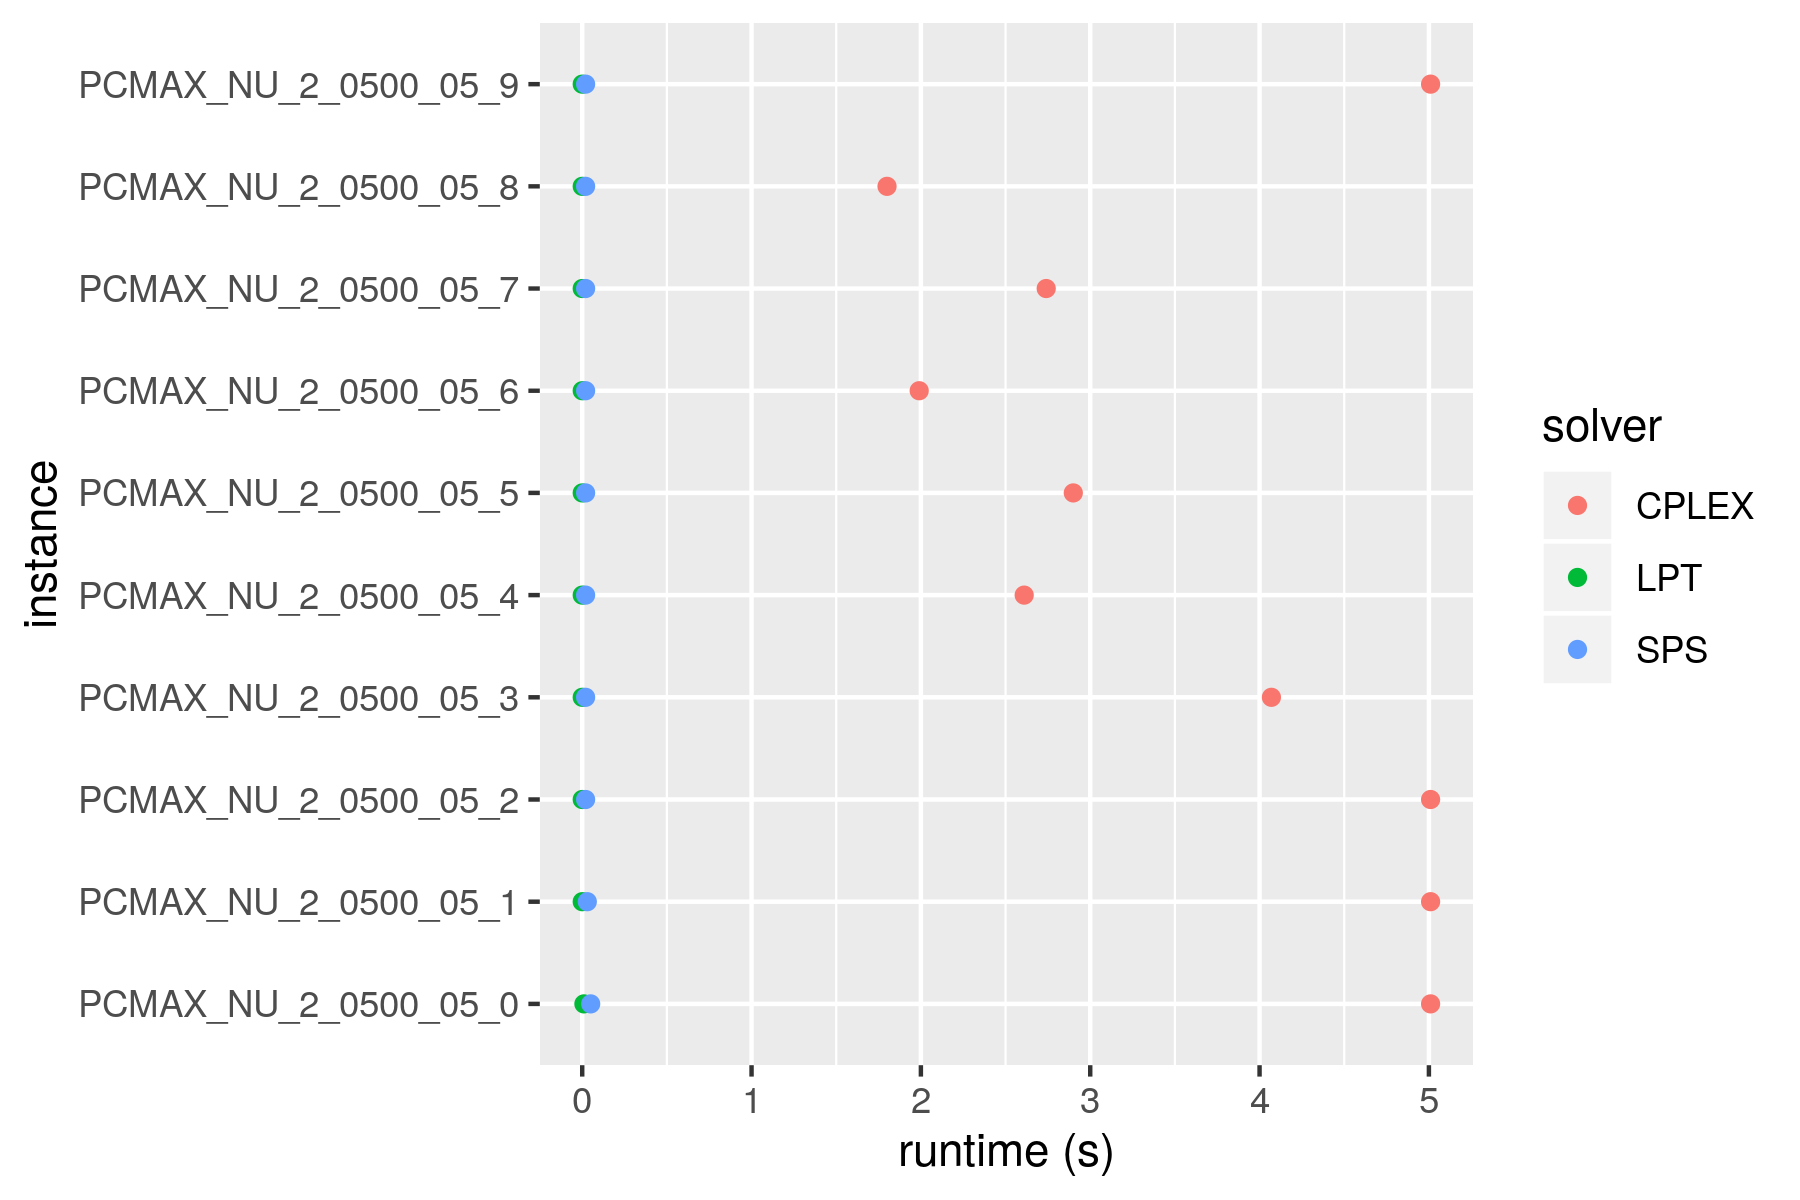 instance
PCMAX_NU_2_0500_05_9
PCMAX_NU_2_0500_05_8
PCMAX_NU_2_0500_05_7
PCMAX_NU_2_0500_05_6
PCMAX_NU_2_0500_05_5
PCMAX_NU_2_0500_05_4
PCMAX_NU_2_0500_05_3
PCMAX_NU_2_0500_05_2
PCMAX_NU_2_0500_05_1
PCMAX_NU_2_0500_05_0
0 1 2 3 4 5
runtime (s)
solver
CPLEX
LPT
SPS